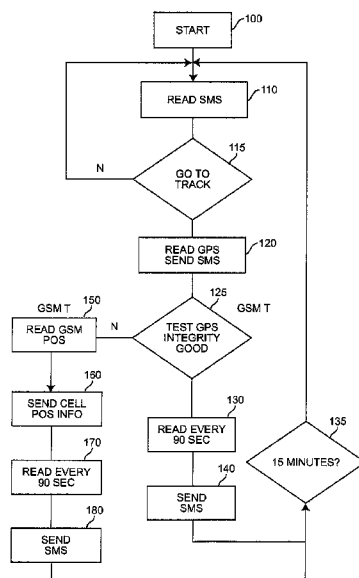 100
START
READ SMS
110
115
GO TO
TRACK
N
READ GPS
SEND SMS
120
GSM T
150
125
GSM T
READ GSM
POS
N
TEST GPS
INTEGRITY
GOOD
160
SEND CELL
POS INFO
130
READ EVERY
90 SEC
135
15 MINUTES?
170
READ EVERY
90 SEC
140
SEND
SMS
180
SEND
SMS